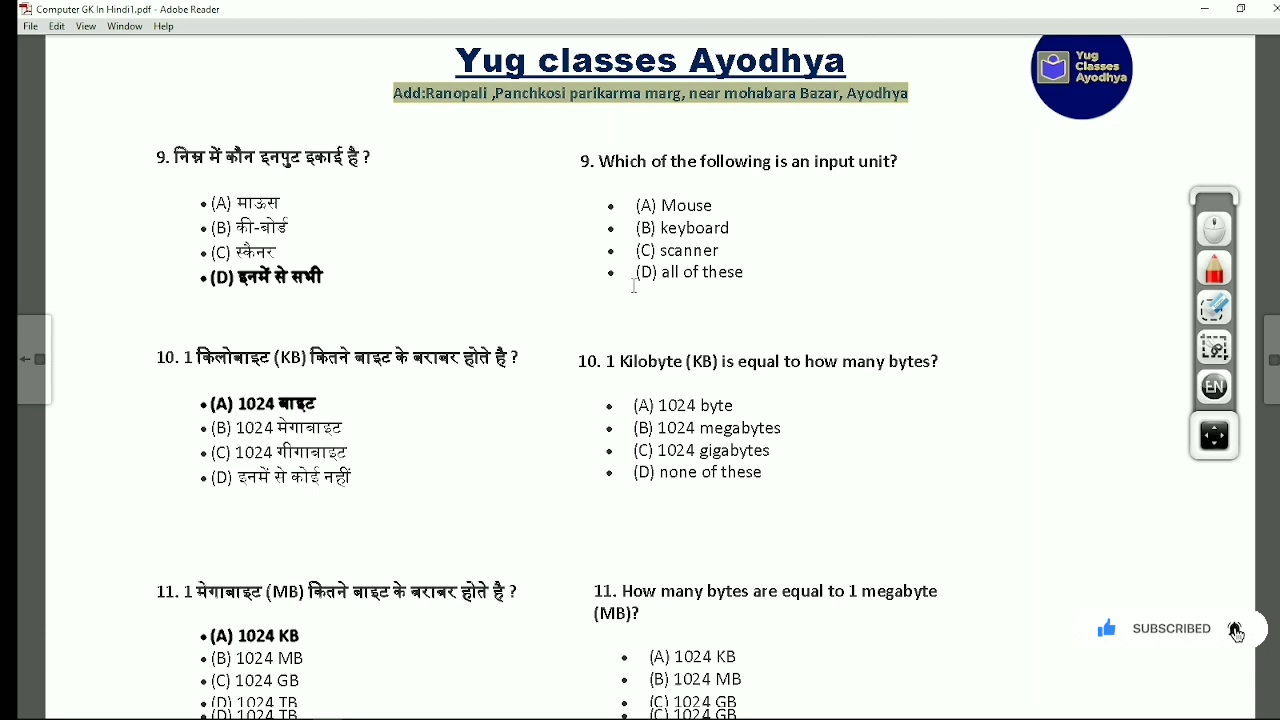 Computer GK In Hindi1.pdf - Adobe Reader
File Edit View Window Help
Yug classes Ayodhya
Add:Ranopali ,Panchkosi parikarma marg, near mohabara Bazar, Ayodhya
Yug
Classes
Ayodhya
9. निम्न में कौन इनपुट इकाई है ?
• (A) माऊस
• (B) की-बोर्ड
• (C) स्कैनर
• (D) इनमें से सभी
10. 1 किलोबाइट (KB) कितने बाइट के बराबर होते है ?
• (A) 1024 बाइट
• (B) 1024 मेगाबाइट
• (C) 1024 गीगाबाइट
• (D) इनमें से कोई नहीं
11. 1 मेगाबाइट (MB) कितने बाइट के बराबर होते है ?
• (A) 1024 KB
• (B) 1024 MB
• (C) 1024 GB
• (D) 1024 TB
• (D) 1024 TB
9. Which of the following is an input unit?
• (A) Mouse
• (B) keyboard
• (C) scanner
• (D) all of these
10. 1 Kilobyte (KB) is equal to how many bytes?
• (A) 1024 byte
• (B) 1024 megabytes
• (C) 1024 gigabytes
• (D) none of these
11. How many bytes are equal to 1 megabyte
(MB)?
• (A) 1024 KB
• (B) 1024 MB
• (C) 1024 GB
• (C) 1024 GB
EN
SUBSCRIBED